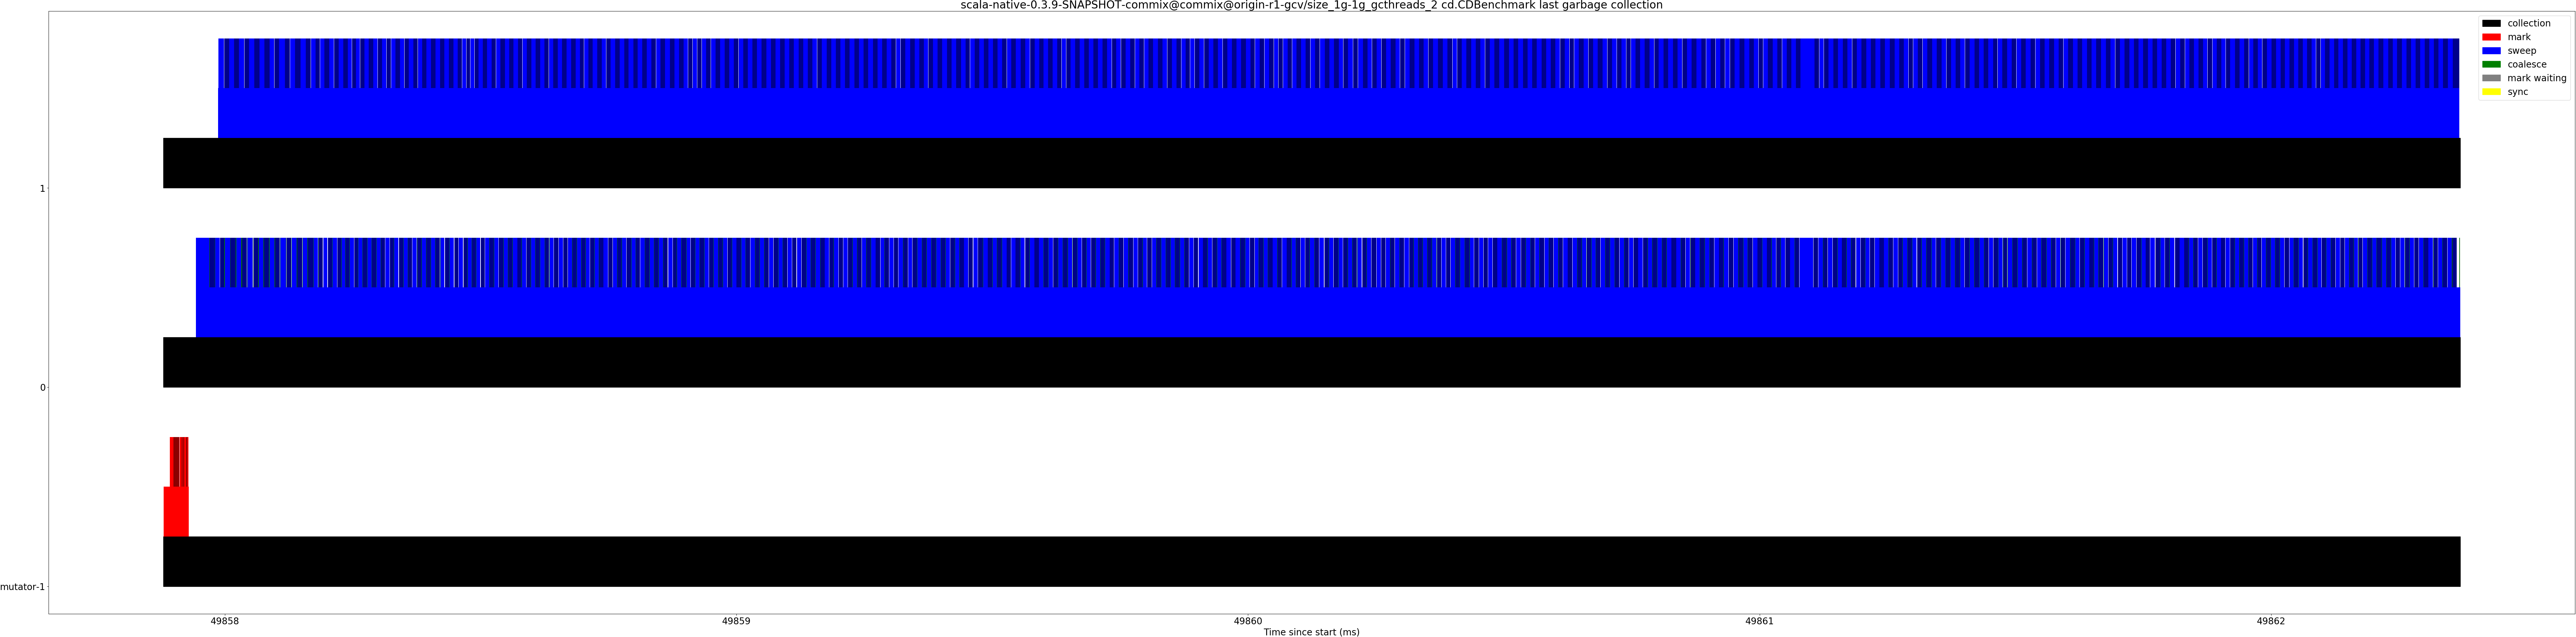 scala-native-0.3.9-SNAPSHOT-commix@commix@origin-r1-gcv/size_1g-1g_gcthreads_2 cd.CDBenchmark last garbage collection
collection
mark
sweep
coalesce
mark waiting
sync
1
0
mutator-1
49858
49859
49860
49861
49862
Time since start (ms)